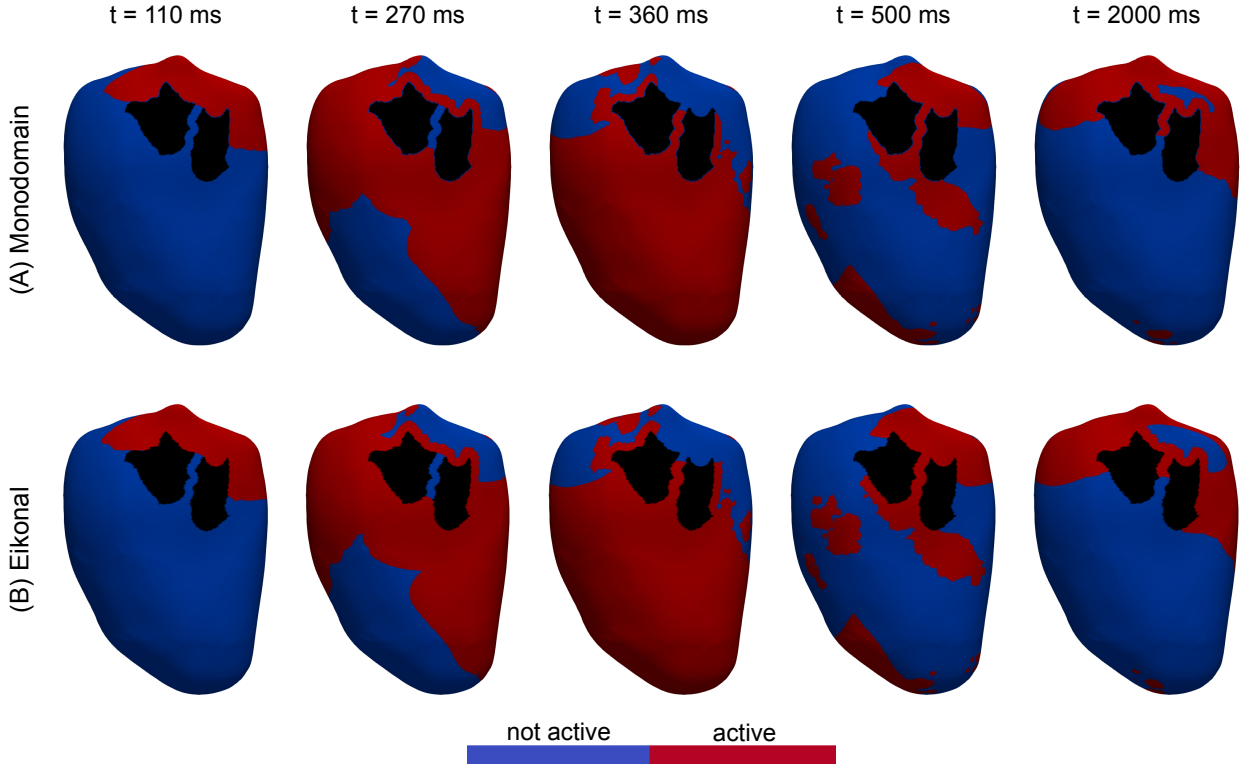 t = 110 ms
t = 270 ms
t = 360 ms
t = 500 ms
t = 2000 ms
(A) Monodomain
(B) Eikonal
not active
active